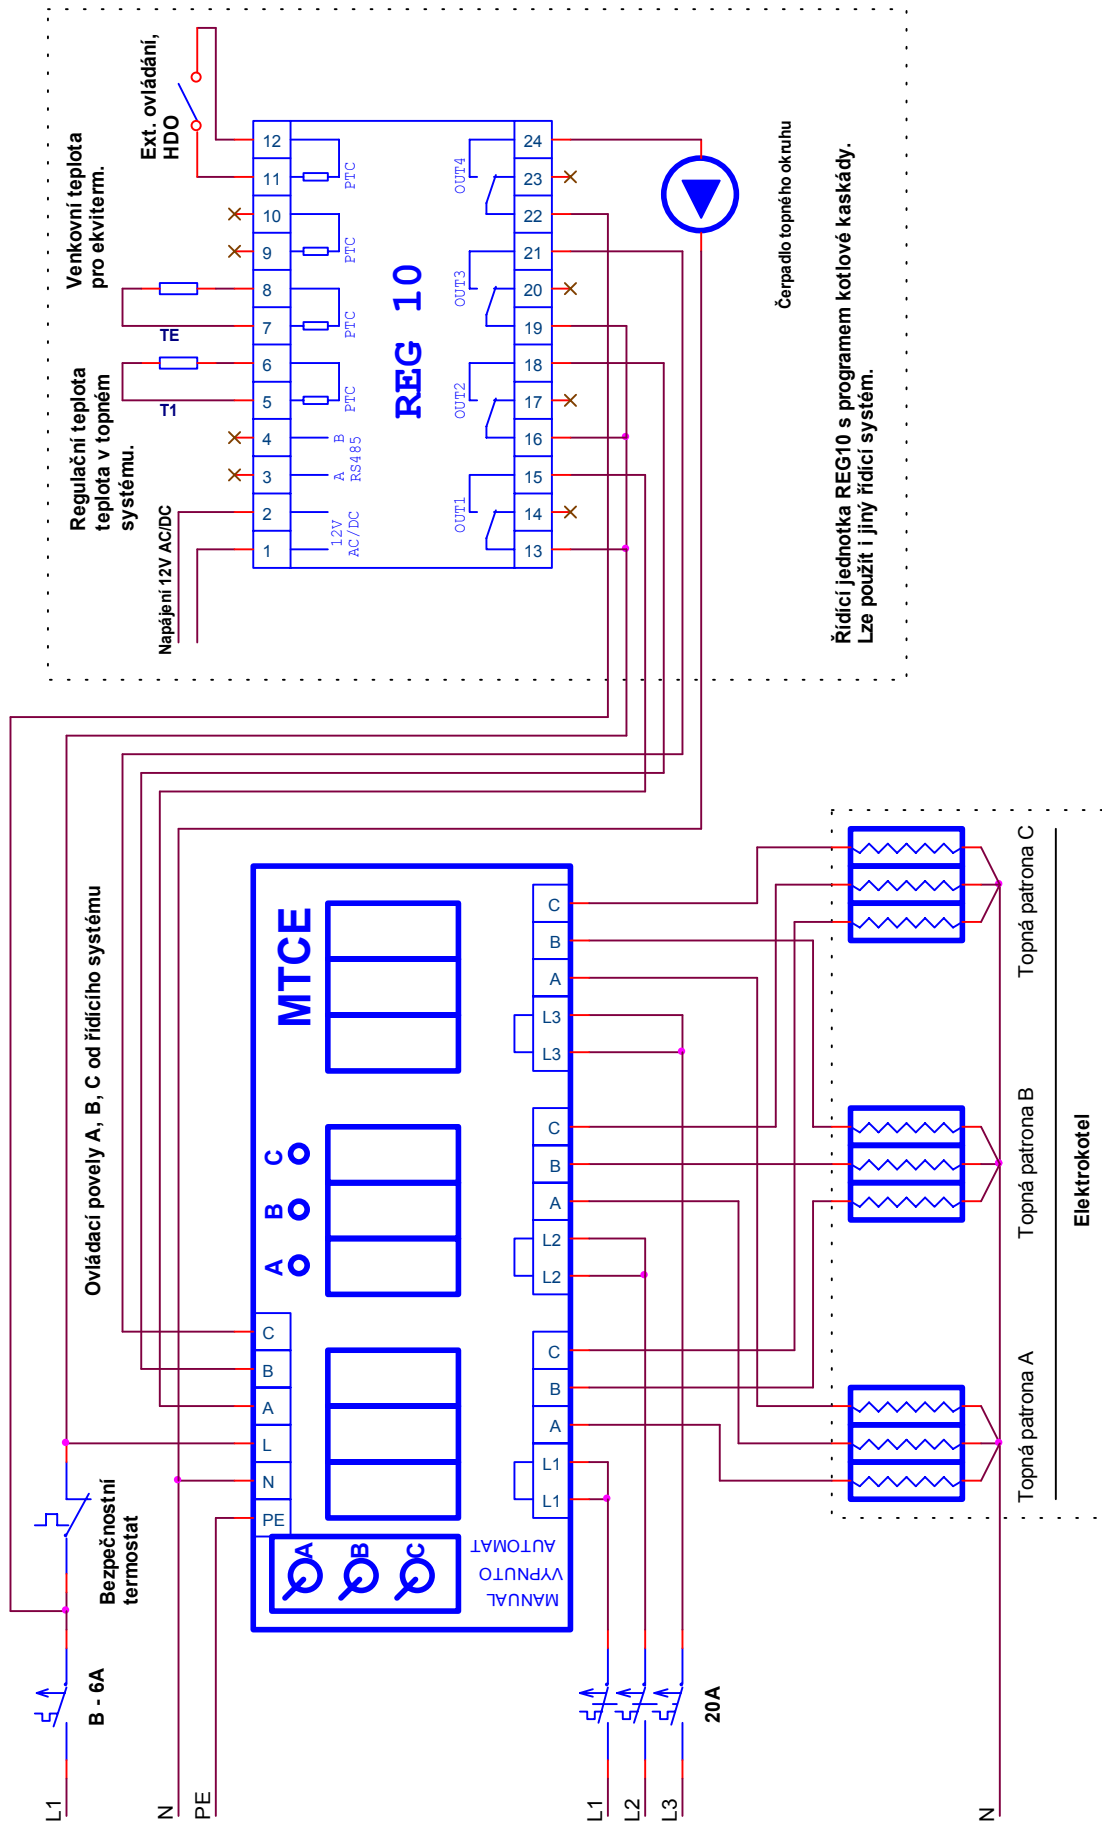 Ext. ovládání,
HDO
Venkovní teplota
pro ekviterm.
Regulační teplota
teplota v topném
systému.
Napájení 12V AC/DC
TE
T1
12
11
10
9
8
7
6
5
4
3
2
1
PTC
PTC
PTC
PTC
A B
RS485
12V
AC/DC
REG 10
OUT4
OUT3
OUT2
OUT1
24
23
22
21
20
19
18
17
16
15
14
13
Čerpadlo topného okruhu
Řídící jednotka REG10 s programem kotlové kaskády.
Lze použít i jiný řídící systém.
Ovládací povely A, B, C od řídícího systému
MTCE
A B C
C
B
A
L
N
PE
C
B
A
L3
L3
C
B
A
L2
L2
C
B
A
L1
L1
A
B
C
AUTOMAT
VYPNUTO
MANUAL
Bezpečnostní
termostat
B - 6A
20A
L1
N
PE
L1
L2
L3
N
Topná patrona A
Topná patrona B
Topná patrona C
Elektrokotel